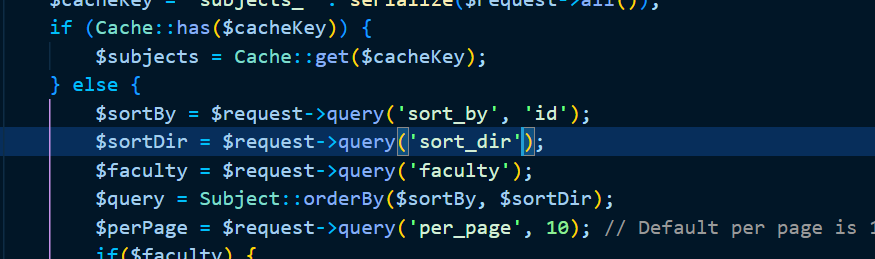 $cacheKey = 'subjects_' . serialize($request->all());
if (Cache::has($cacheKey)) {
$subjects = Cache::get($cacheKey);
} else {
$sortBy = $request->query('sort_by', 'id');
$sortDir = $request->query('sort_dir');
$faculty = $request->query('faculty');
$query = Subject::orderBy($sortBy, $sortDir);
$perPage = $request->query('per_page', 10); // Default per page is 1
if($faculty) {